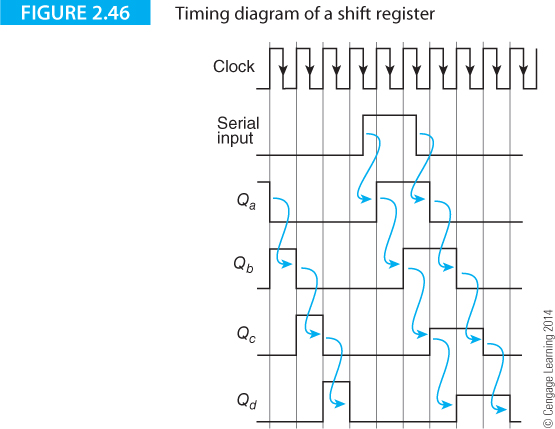 FIGURE 2.46 Timing diagram of a shift register
Clock
Serial
input
Qa
Qb
Qc
Qd
© Cengage Learning 2014